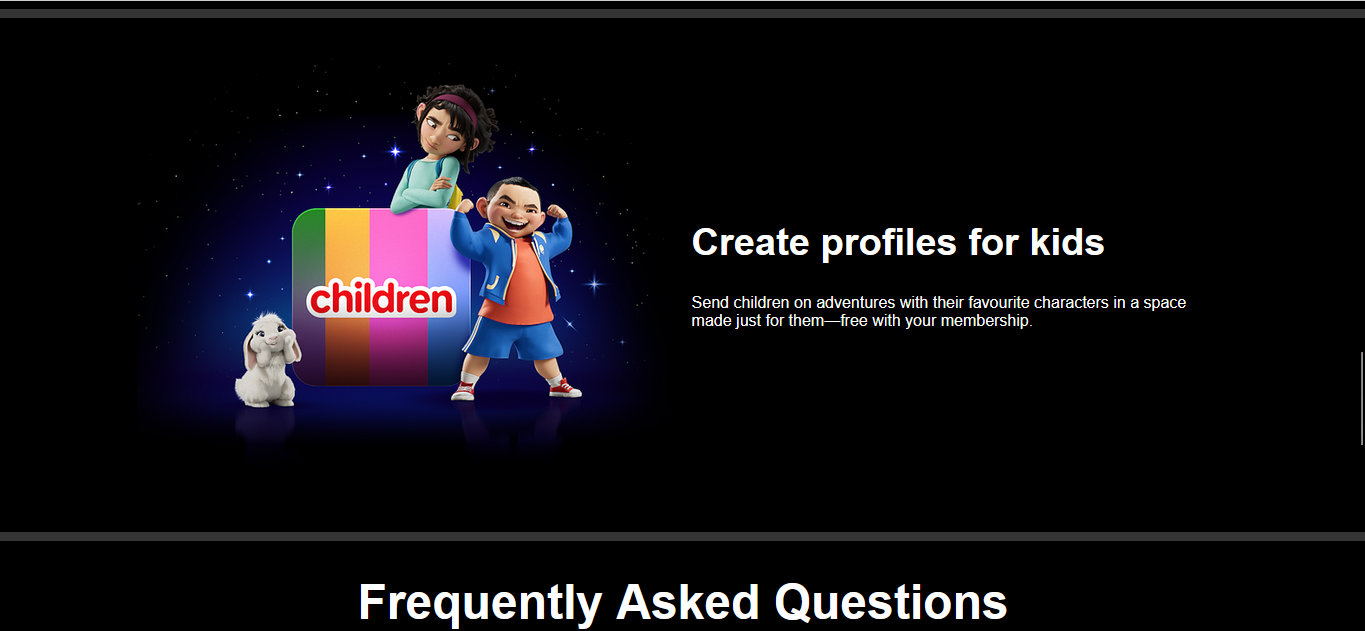 children
Create profiles for kids
Send children on adventures with their favourite characters in a space
made just for them—free with your membership.
Frequently Asked Questions